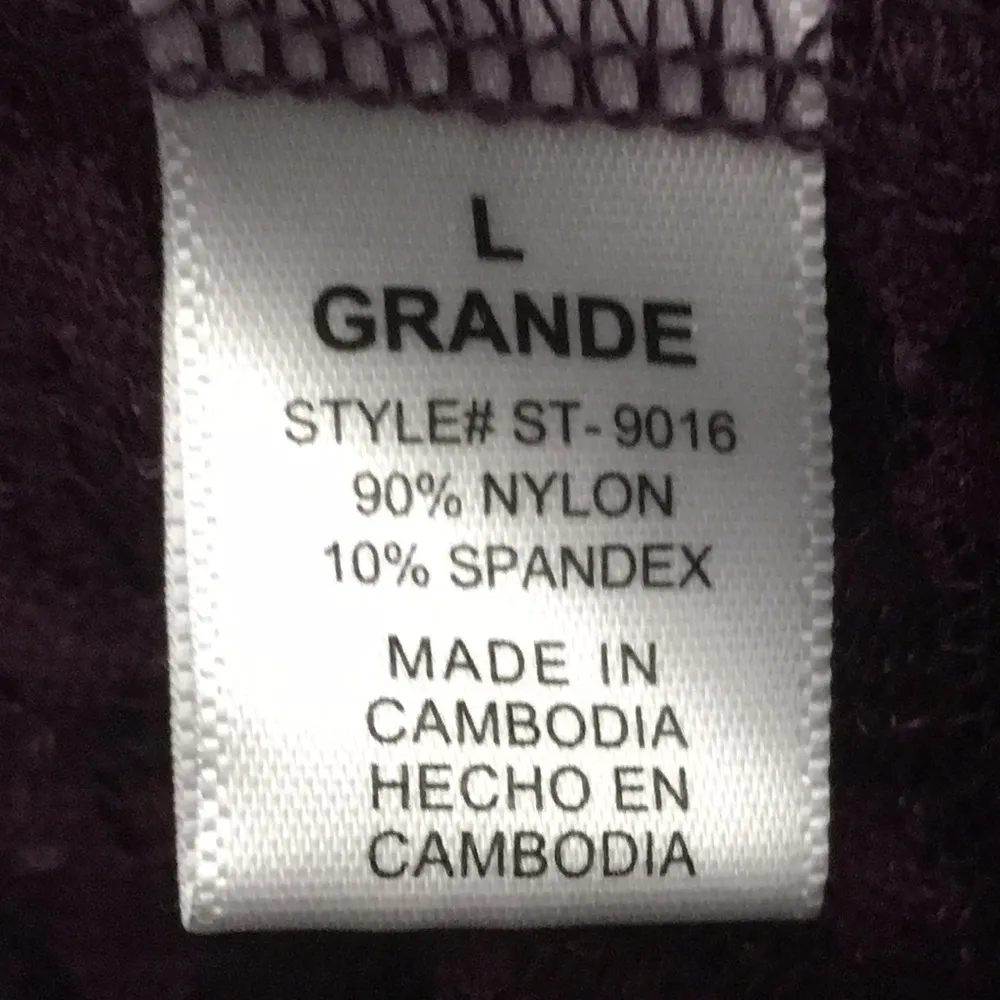 L
GRANDE
STYLE# ST-9016
90% NYLON
10% SPANDEX
MADE IN
CAMBODIA
HECHO EN
CAMBODIA